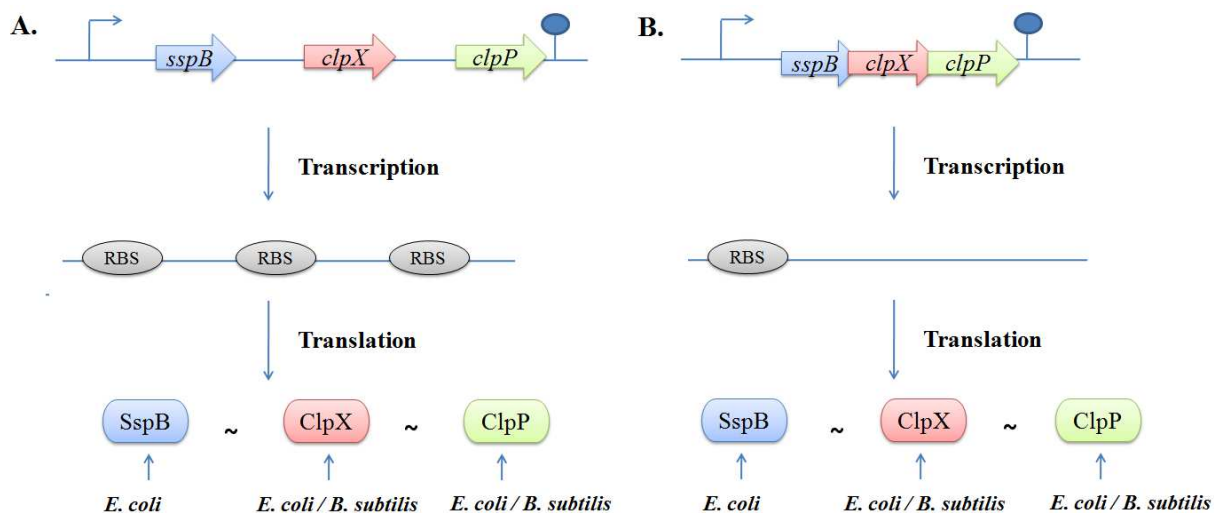 A.
sspB clpX clpP
Transcription
RBS RBS RBS
Translation
SspB ~ ClpX ~ ClpP
E. coli E. coli / B. subtilis E. coli / B. subtilis
B.
sspB clpX clpP
Transcription
RBS
Translation
SspB ~ ClpX ~ ClpP
E. coli E. coli / B. subtilis E. coli / B. subtilis